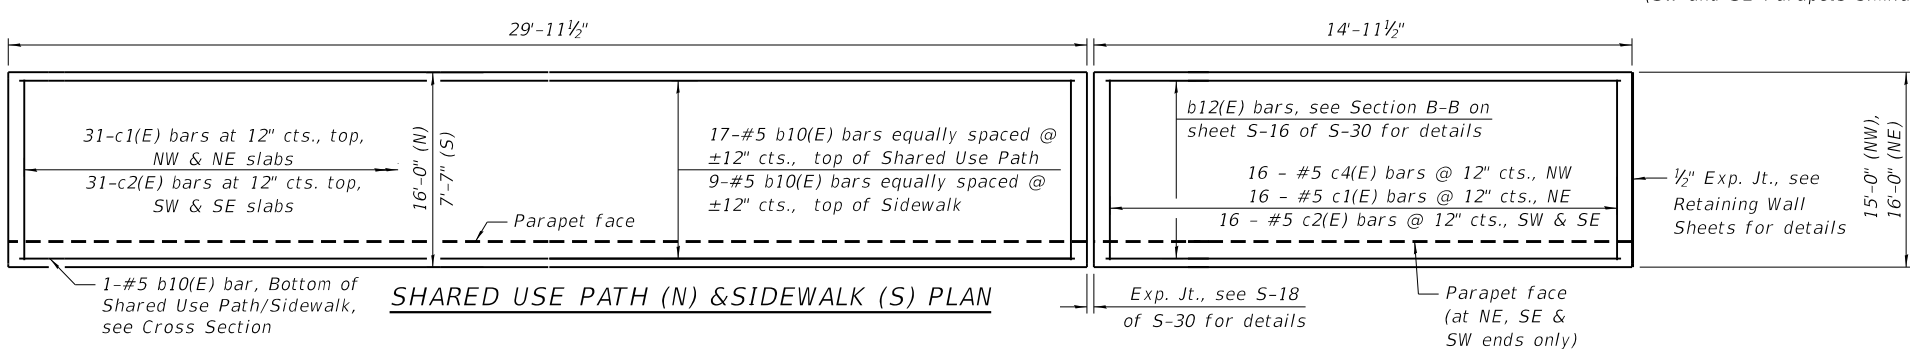 29'-11½"
14'-11½"
31-c1(E) bars at 12" cts., top,
NW & NE slabs
31-c2(E) bars at 12" cts. top,
SW & SE slabs
16'-0" (N)
7'-7" (S)
17-#5 b10(E) bars equally spaced @
±12" cts., top of Shared Use Path
9-#5 b10(E) bars equally spaced @
±12" cts., top of Sidewalk
Parapet face
b12(E) bars, see Section B-B on
sheet S-16 of S-30 for details
16 - #5 c4(E) bars @ 12" cts., NW
16 - #5 c1(E) bars @ 12" cts., NE
16 - #5 c2(E) bars @ 12" cts., SW & SE
½" Exp. Jt., see
Retaining Wall
Sheets for details
15'-0" (NW),
16'-0" (NE)
1-#5 b10(E) bar, Bottom of
Shared Use Path/Sidewalk,
see Cross Section
SHARED USE PATH (N) &SIDEWALK (S) PLAN
Exp. Jt., see S-18
of S-30 for details
Parapet face
(at NE, SE &
SW ends only)